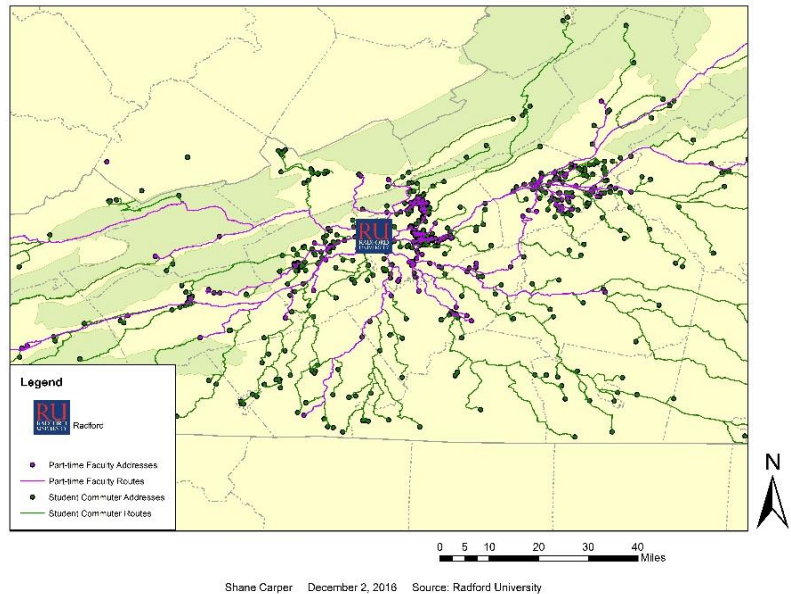 RU
RADFORD
UNIVERSITY
Legend
RU
RADFORD
UNIVERSITY
Radford
Part-time Faculty Addresses
Part-time Faculty Routes
Student Commuter Addresses
Student Commuter Routes
N
0 5 10 20 30 40
Miles
Shane Carper December 2, 2016 Source: Radford University